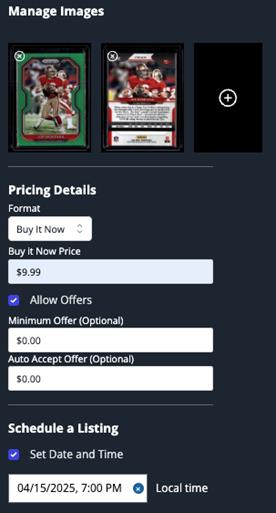 Manage Images
Pricing Details
Format
Buy It Now
Buy it Now Price
$9.99
Allow Offers
Minimum Offer (Optional)
$0.00
Auto Accept Offer (Optional)
$0.00
Schedule a Listing
Set Date and Time
04/15/2025, 7:00 PM
Local time